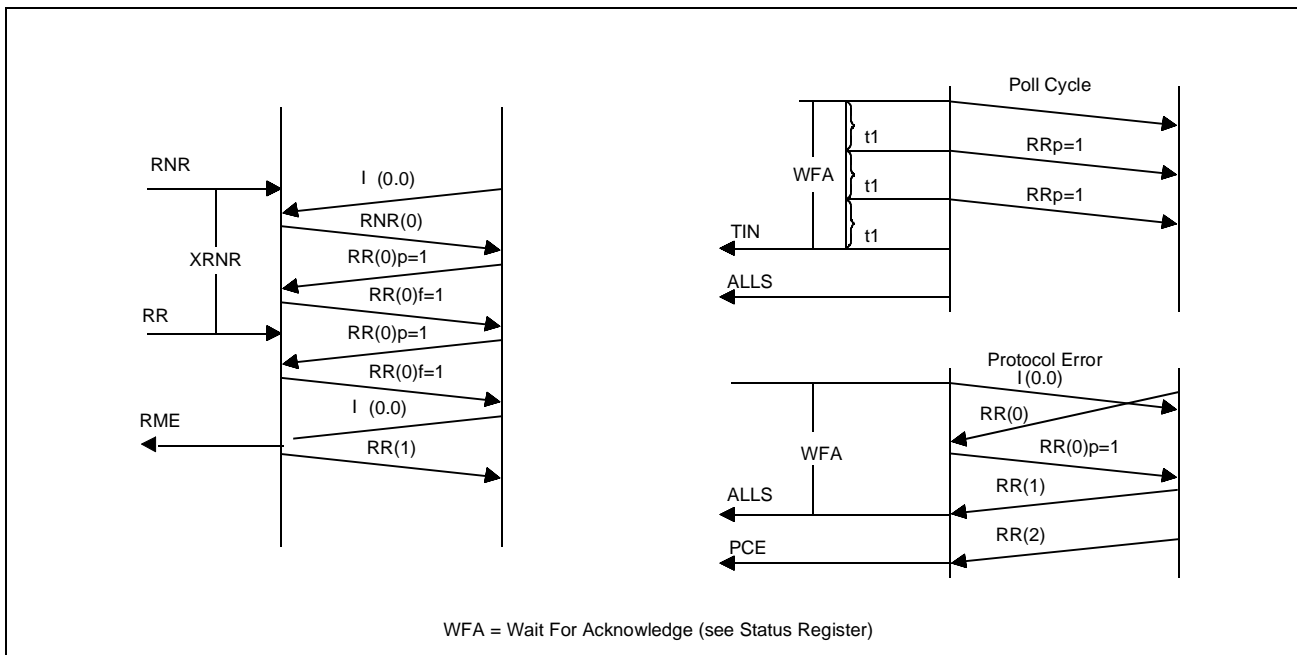 RNR
I (0.0)
RNR(0)
XRNR
RR(0)p=1
RR(0)f=1
RR
RR(0)p=1
RR(0)f=1
I (0.0)
RME
RR(1)
Poll Cycle
t1
RRp=1
WFA
t1
RRp=1
TIN
t1
ALLS
Protocol Error
I(0.0)
RR(0)
WFA
RR(0)p=1
ALLS
RR(1)
PCE
RR(2)
WFA = Wait For Acknowledge (see Status Register)